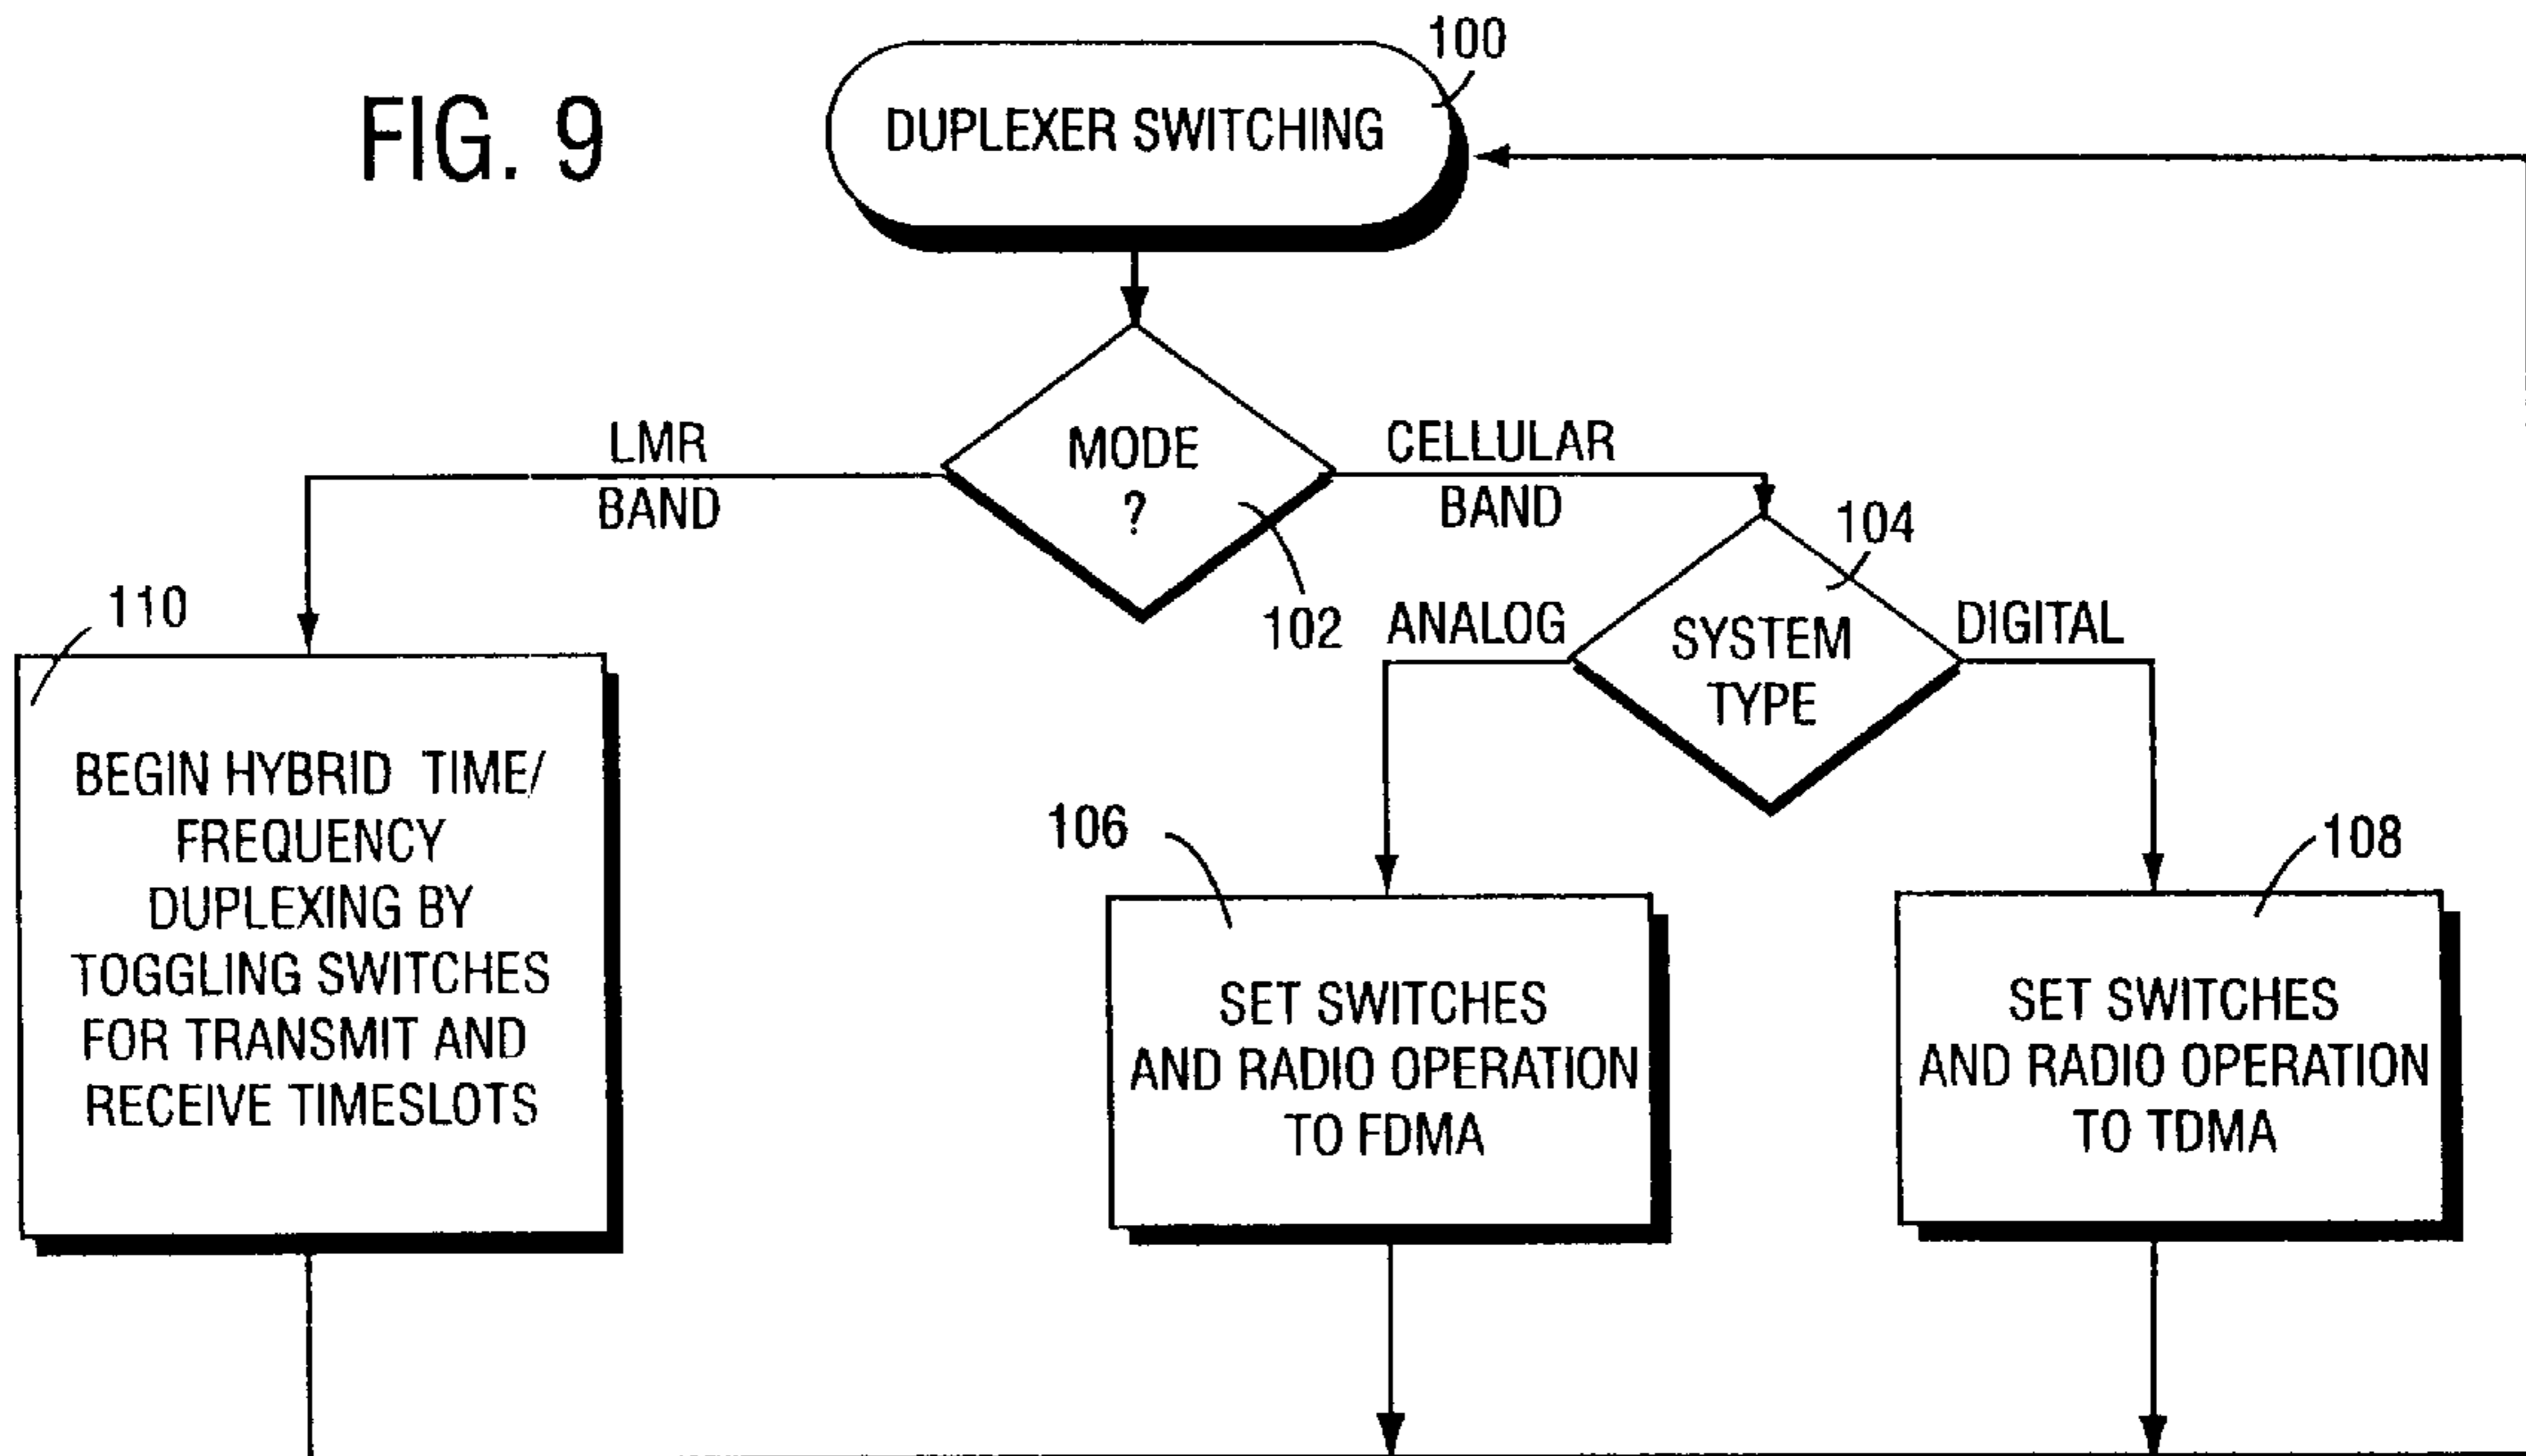 FIG. 9
100
DUPLEXER SWITCHING
LMR
BAND
MODE
?
CELLULAR
BAND
102
104
ANALOG
SYSTEM
TYPE
DIGITAL
110
BEGIN HYBRID TIME/
FREQUENCY
DUPLEXING BY
TOGGLING SWITCHES
FOR TRANSMIT AND
RECEIVE TIMESLOTS
106
SET SWITCHES
AND RADIO OPERATION
TO FDMA
108
SET SWITCHES
AND RADIO OPERATION
TO TDMA